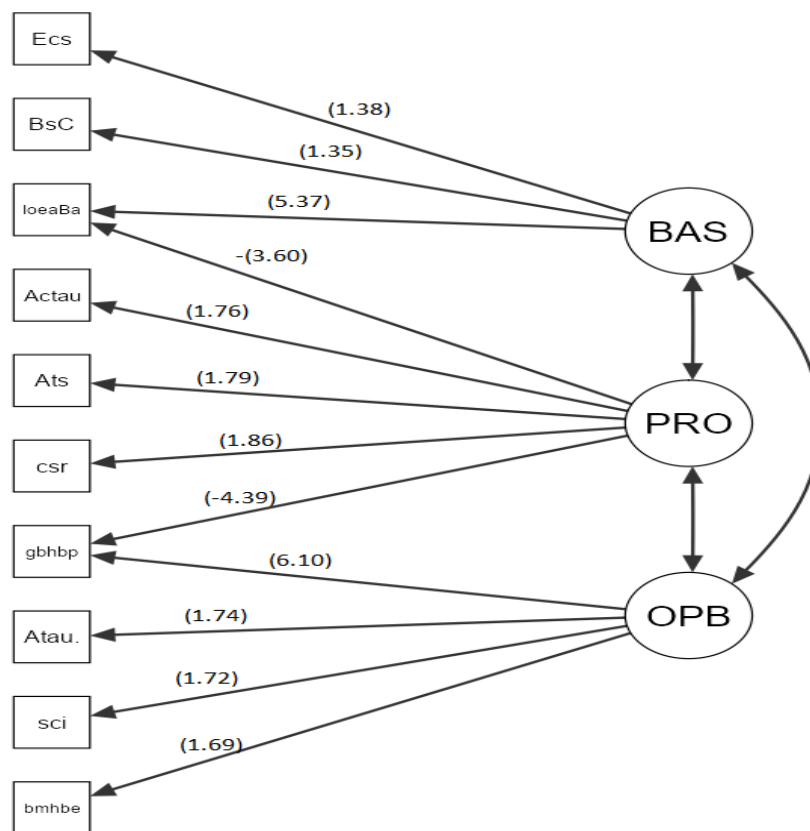 Ecs
(1.38)
BsC
(1.35)
loeaBa
(5.37)
BAS
-(3.60)
Actau
(1.76)
Ats
(1.79)
PRO
csr
(1.86)
(-4.39)
gbhbp
(6.10)
OPB
Atau.
(1.74)
sci
(1.72)
(1.69)
bmhbe